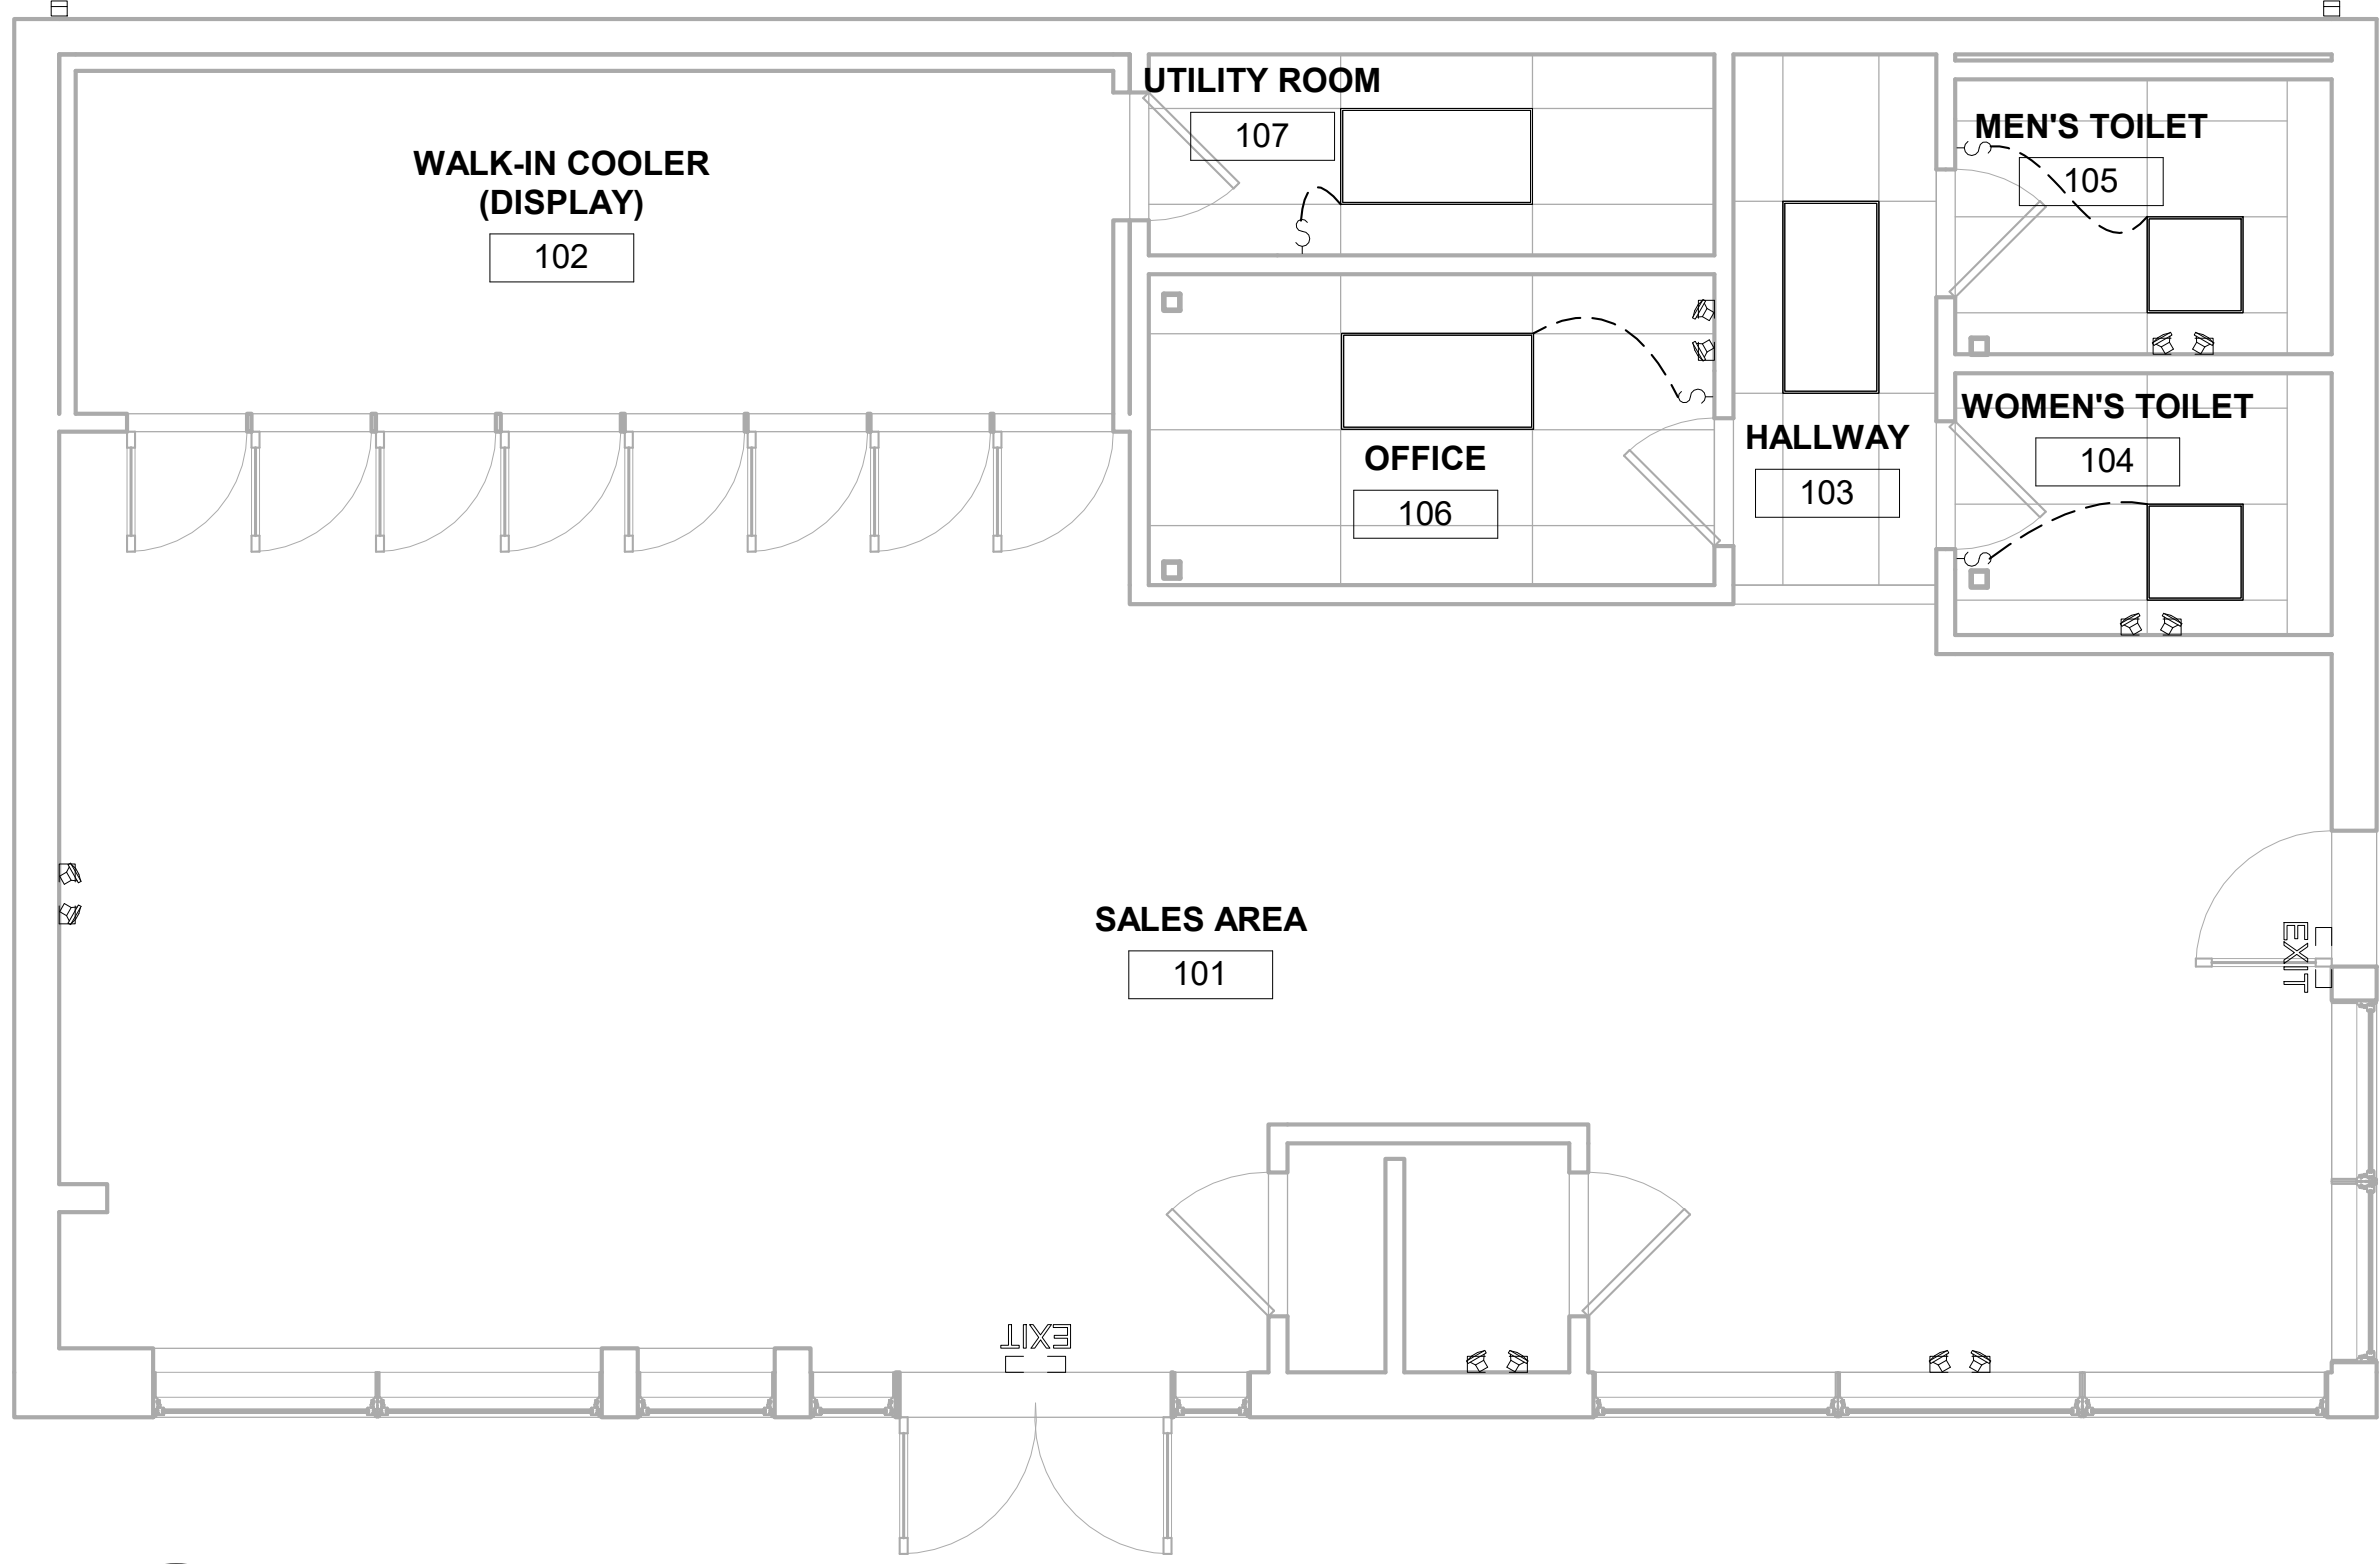 UTILITY ROOM
107
MEN'S TOILET
105
WALK-IN COOLER
(DISPLAY)
102
S
S
S
WOMEN'S TOILET
104
HALLWAY
103
OFFICE
106
S
SALES AREA
101
EXIT
EXIT